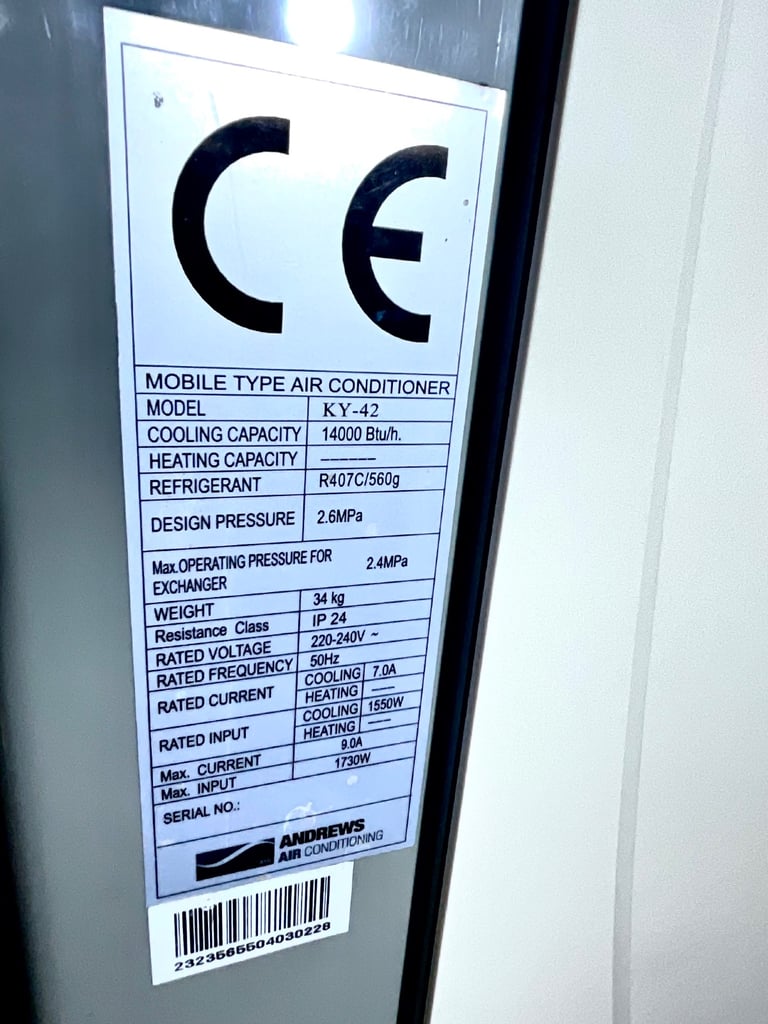 CE
MOBILE TYPE AIR CONDITIONER
MODEL KY-42
COOLING CAPACITY 14000 Btu/h.
HEATING CAPACITY ------
REFRIGERANT R407C/560g
DESIGN PRESSURE 2.6MPa
Max.OPERATING PRESSURE FOR
EXCHANGER 2.4MPa
WEIGHT 34 kg
Resistance Class IP 24
RATED VOLTAGE 220-240V ~
RATED FREQUENCY 50Hz
RATED CURRENT COOLING 7.0A
HEATING ---
RATED INPUT COOLING 1550W
HEATING ---
Max. CURRENT 9.0A
Max. INPUT 1730W
SERIAL NO.:
ANDREWS
AIR CONDITIONING
2323565504030228